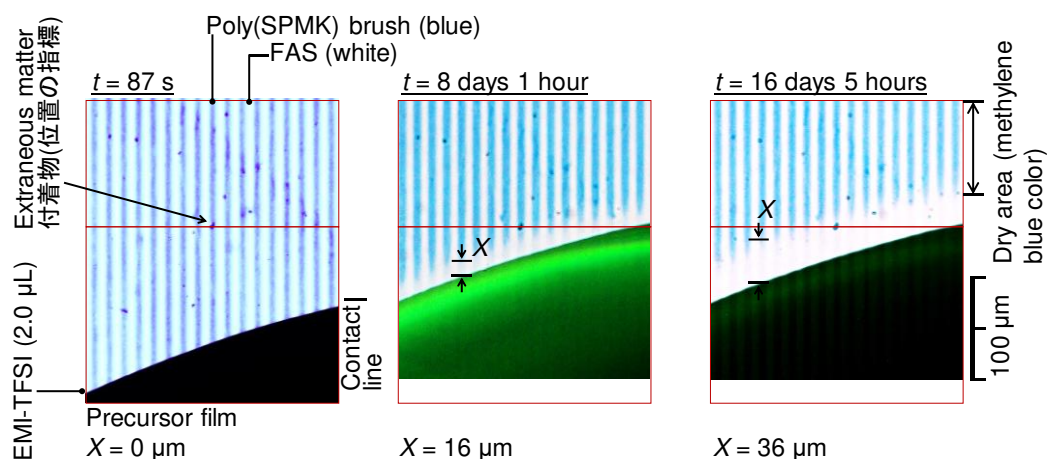 Poly(SPMK) brush (blue)
FAS (white)
Extraneous matter
付着物(位置の指標)
t = 87 s
t = 8 days 1 hour
t = 16 days 5 hours
X
X
Dry area (methylene
blue color)
100 μm
Contact
line
EMI-TFSI (2.0 μL)
Precursor film
X = 0 μm
X = 16 μm
X = 36 μm